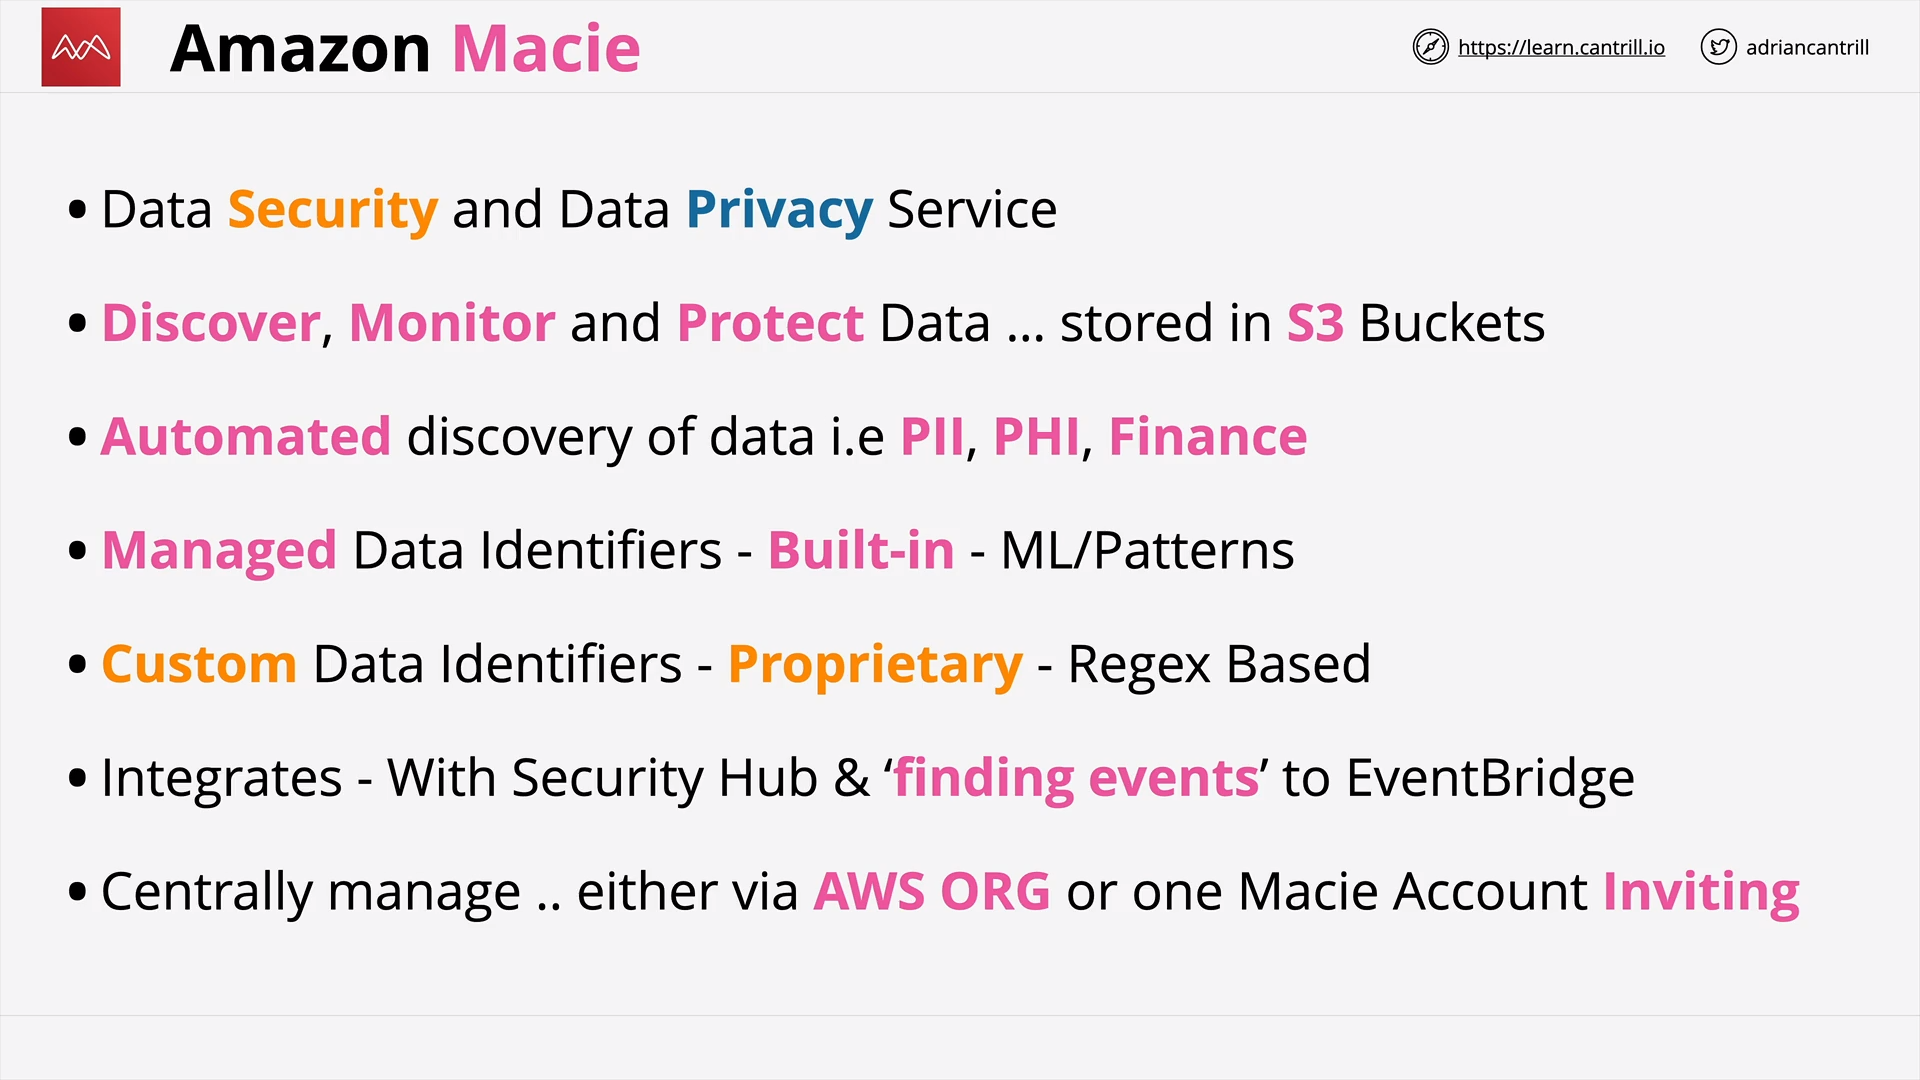 Amazon Macie
https://learn.cantrill.io
adriancantrill
• Data Security and Data Privacy Service
• Discover, Monitor and Protect Data ... stored in S3 Buckets
• Automated discovery of data i.e PII, PHI, Finance
• Managed Data Identifiers - Built-in - ML/Patterns
• Custom Data Identifiers - Proprietary - Regex Based
• Integrates - With Security Hub & ‘finding events’ to EventBridge
• Centrally manage .. either via AWS ORG or one Macie Account Inviting